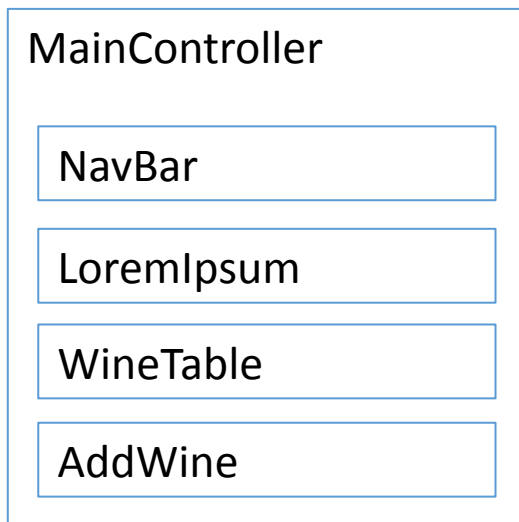 MainController
NavBar
LoremIpsum
WineTable
AddWine